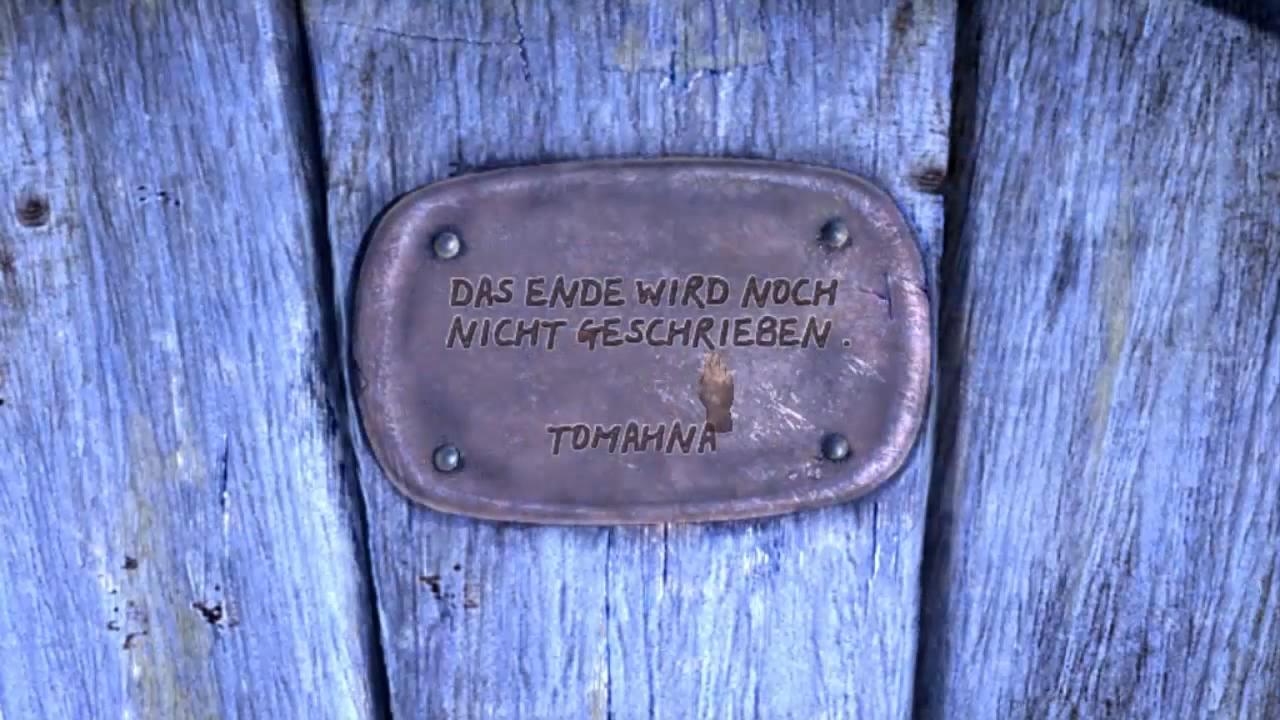 DAS ENDE WIRD NOCH
NICHT GESCHRIEBEN .
TOMAHNA